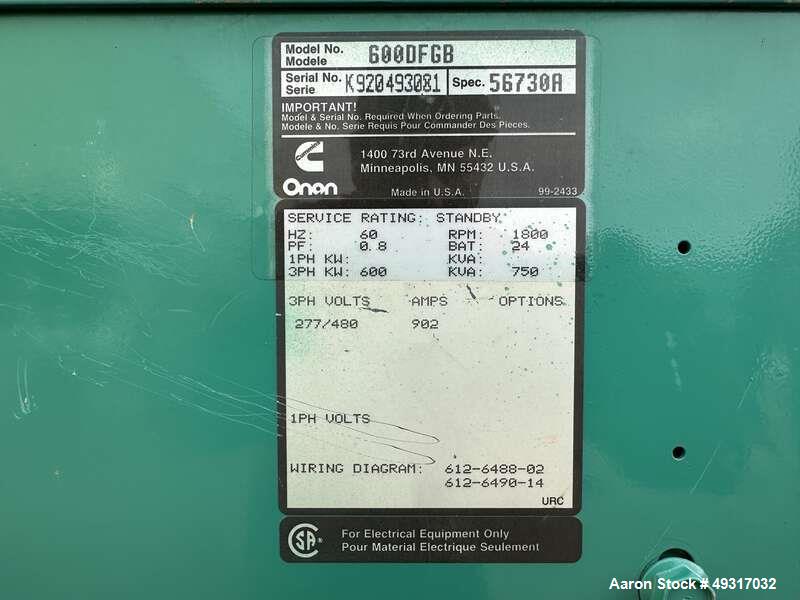 Model No. 600DFGB
Modele
Serial No. K920493081 Spec. 56730A
Serie
IMPORTANT!
Model & Serial No. Required When Ordering Parts.
Modele & No. Serie Requis Pour Commander Des Pieces.
Cummins
1400 73rd Avenue N.E.
Minneapolis, MN 55432 U.S.A.
Onan Made in U.S.A. 99-2433
SERVICE RATING: STANDBY
HZ: 60 RPM: 1800
PF: 0.8 BAT: 24
1PH KW: KVA:
3PH KW: 600 KVA: 750
3PH VOLTS AMPS OPTIONS
277/480 902
1PH VOLTS
WIRING DIAGRAM: 612-6488-02
612-6490-14
URC
SA® For Electrical Equipment Only
Pour Material Electrique Seulement
Aaron Stock # 49317032